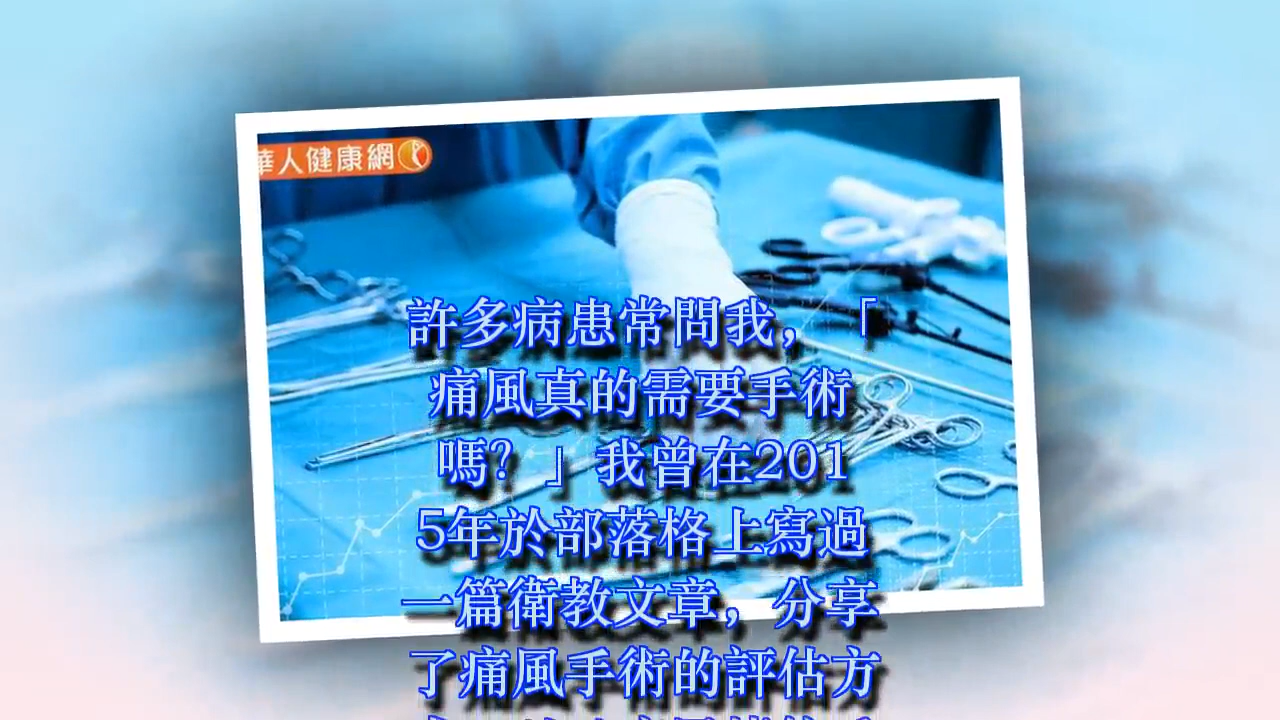 華人健康網
許多病患常問我，「
痛風真的需要手術
嗎？」我曾在201
5年於部落格上寫過
一篇衛教文章，分享
了痛風手術的評估方